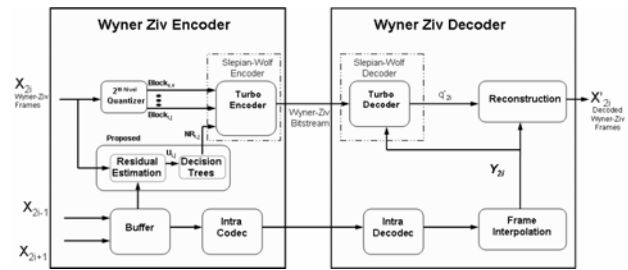 Wyner Ziv Encoder
Wyner Ziv Decoder
Slepian-Wolf
Encoder
Slepian-Wolf
Decoder
X2i
Wyner-Ziv
Frames
Quantizer
Turbo
Encoder
Wyner-Ziv
Bitstream
Turbo
Decoder
q'2i
Reconstruction
X'2i
Decoded
Wyner-Ziv
Frames
Proposed
Residual
Estimation
Decision
Trees
Y2i
X2i-1
X2i+1
Buffer
Intra
Codec
Intra
Decodec
Frame
Interpolation